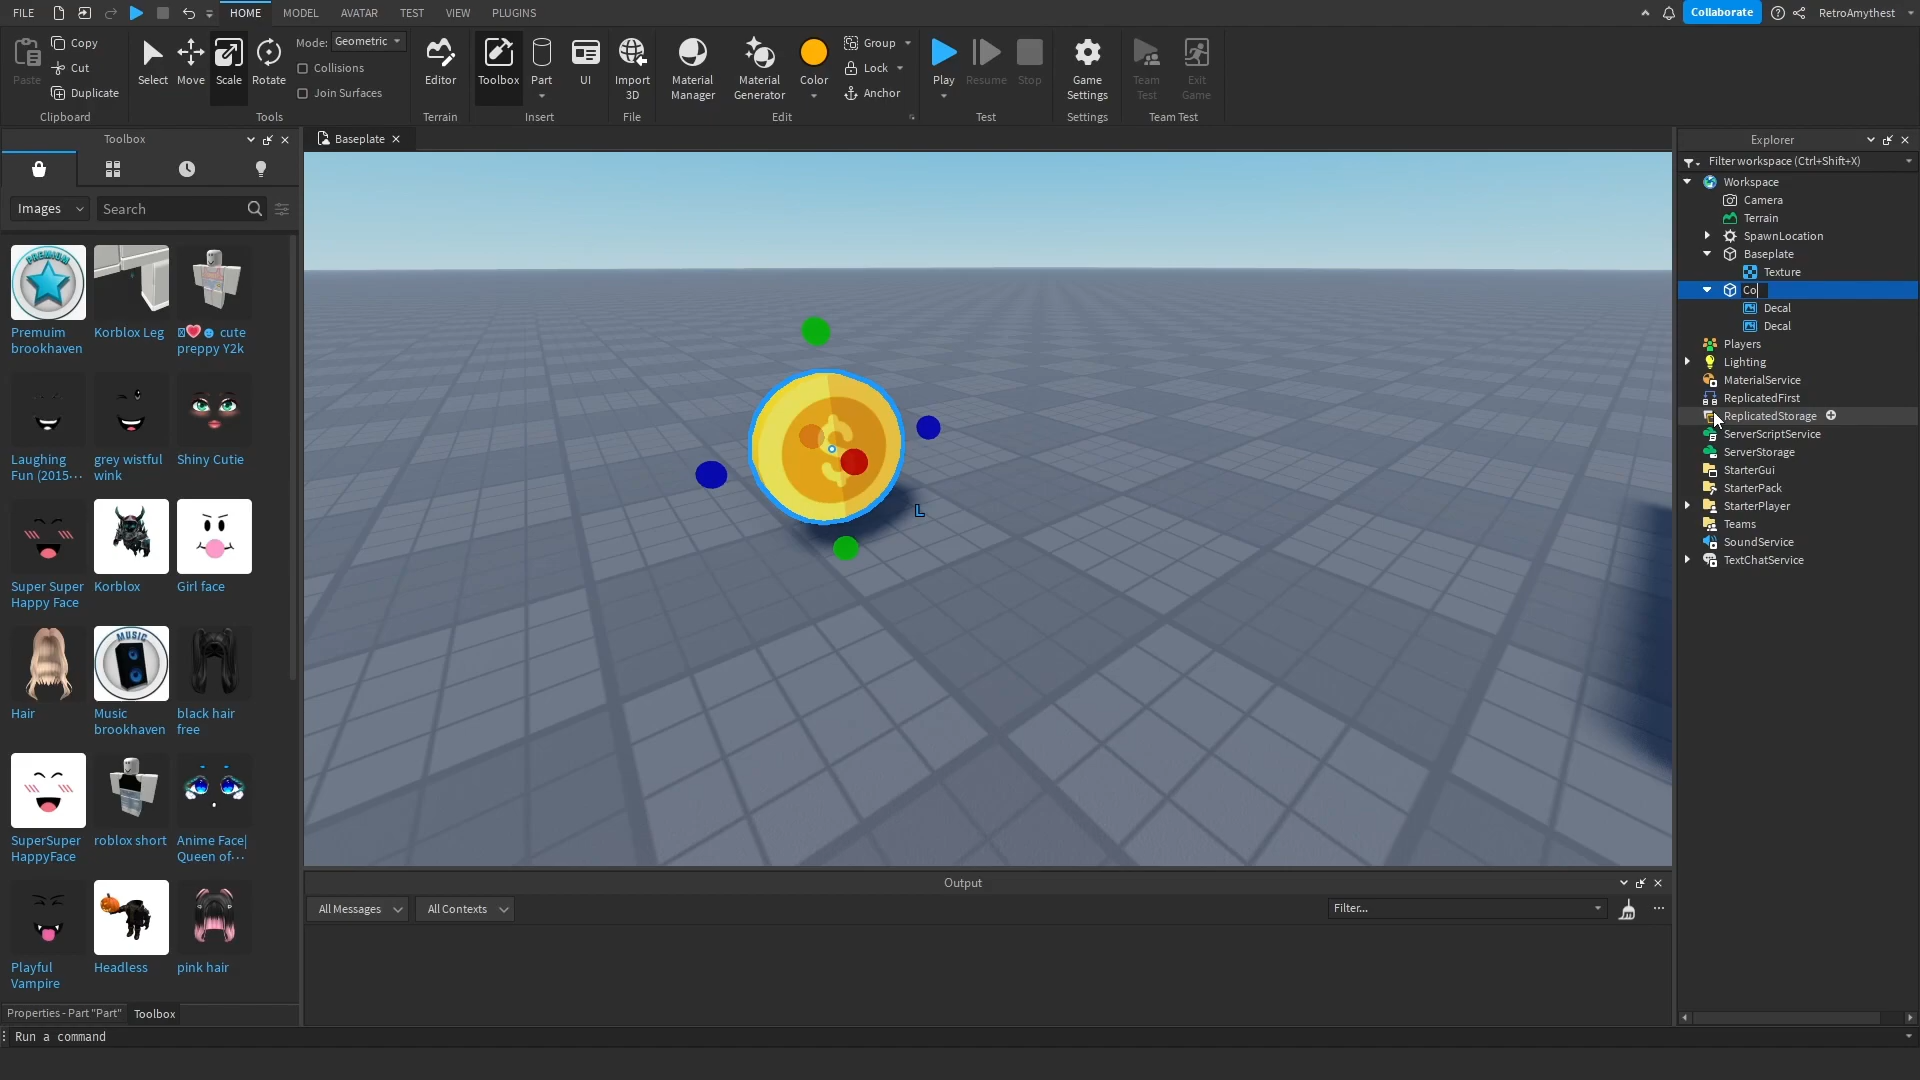 FILE
HOME
MODEL
AVATAR
TEST
VIEW
PLUGINS
Collaborate
RetroAmythest
Paste
Copy
Cut
Duplicate
Clipboard
Select
Move
Scale
Rotate
Mode:
Geometric
Collisions
Join Surfaces
Tools
Editor
Terrain
Toolbox
Part
UI
Insert
Import
3D
File
Material
Manager
Material
Generator
Color
Group
Lock
Anchor
Edit
Play
Resume
Stop
Test
Game
Settings
Settings
Team
Test
Exit
Game
Team Test
Toolbox
Images
Search
PREMIUM
Premuim
brookhaven
Korblox Leg
cute
preppy Y2k
Laughing
Fun (2015···
grey wistful
wink
Shiny Cutie
Super Super
Happy Face
Korblox
Girl face
Hair
MUSIC
Music
brookhaven
black hair
free
SuperSuper
HappyFace
roblox short
Anime Face|
Queen of···
Playful
Vampire
Headless
pink hair
Properties - Part "Part"
Toolbox
Run a command
Baseplate
$
L
Output
All Messages
All Contexts
Filter...
Explorer
Filter workspace (Ctrl+Shift+X)
Workspace
Camera
Terrain
SpawnLocation
Baseplate
Texture
Co
Decal
Decal
Players
Lighting
MaterialService
ReplicatedFirst
ReplicatedStorage
ServerScriptService
ServerStorage
StarterGui
StarterPack
StarterPlayer
Teams
SoundService
TextChatService